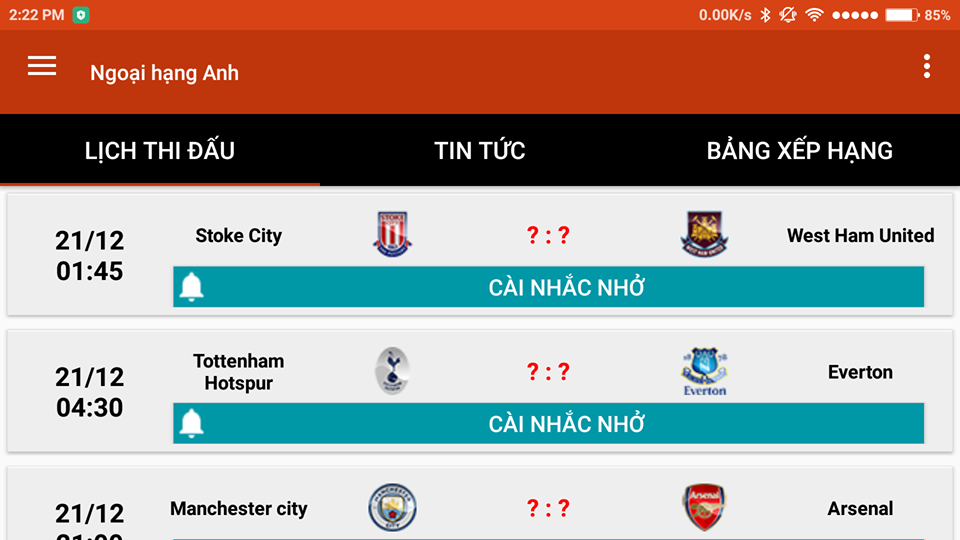 2:22 PM 0.00K/s 85%
Ngoại hạng Anh
LỊCH THI ĐẤU TIN TỨC BẢNG XẾP HẠNG
21/12
01:45
Stoke City ? : ? West Ham United
CÀI NHẮC NHỞ
21/12
04:30
Tottenham
Hotspur
? : ?
Everton
Everton
CÀI NHẮC NHỞ
21/12
Manchester city ? : ? Arsenal
Arsenal